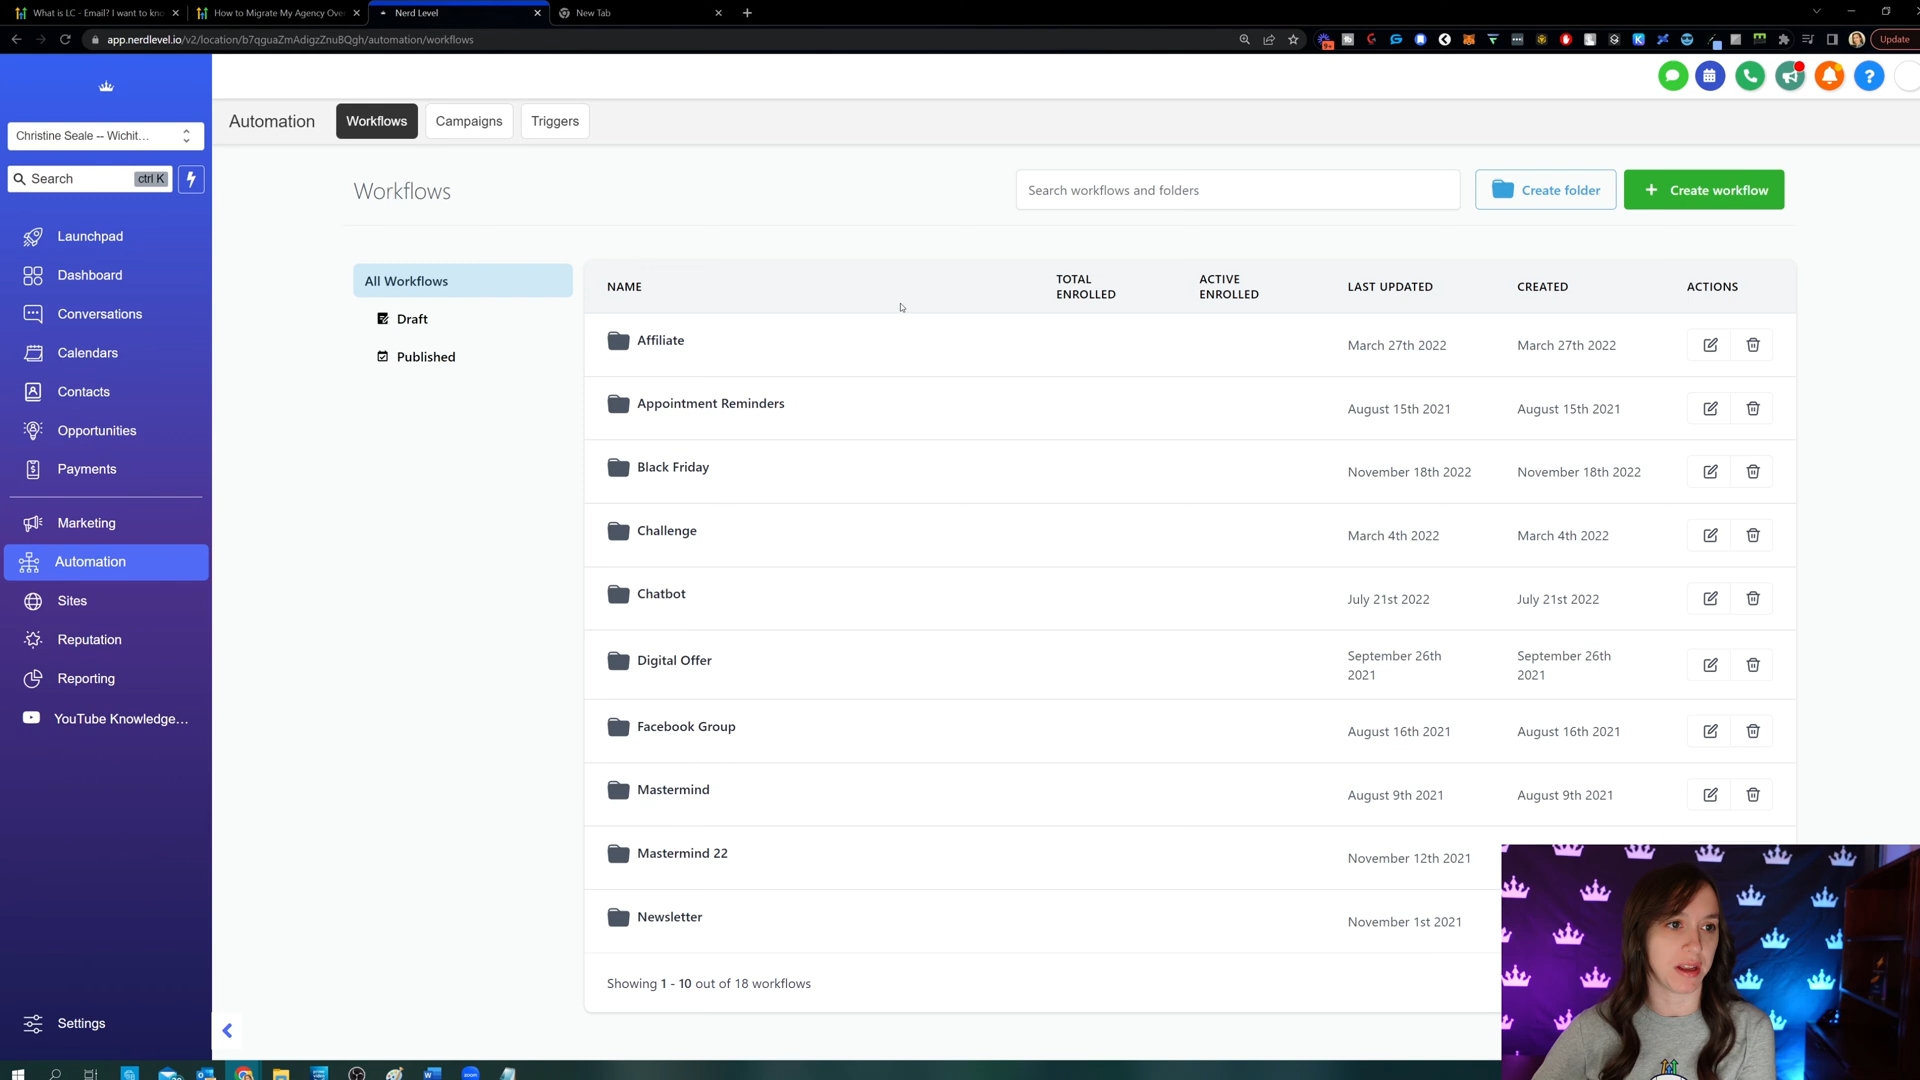 What is LC - Email? I want to kno
How to Migrate My Agency Over
Nerd Level
New Tab
app.nerdlevel.io/v2/location/b7qguaZmAdigzZnuBQgh/automation/workflows
9+
Update
Christine Seale -- Wichit...
Search
ctrl K
Launchpad
Dashboard
Conversations
Calendars
Contacts
Opportunities
Payments
Marketing
Automation
Sites
Reputation
Reporting
YouTube Knowledge...
Settings
Automation
Workflows
Campaigns
Triggers
Workflows
Search workflows and folders
Create folder
+ Create workflow
All Workflows
Draft
Published
NAME
TOTAL
ENROLLED
ACTIVE
ENROLLED
LAST UPDATED
CREATED
ACTIONS
Affiliate
March 27th 2022
March 27th 2022
Appointment Reminders
August 15th 2021
August 15th 2021
Black Friday
November 18th 2022
November 18th 2022
Challenge
March 4th 2022
March 4th 2022
Chatbot
July 21st 2022
July 21st 2022
Digital Offer
September 26th
2021
September 26th
2021
Facebook Group
August 16th 2021
August 16th 2021
Mastermind
August 9th 2021
August 9th 2021
Mastermind 22
November 12th 2021
Newsletter
November 1st 2021
Showing 1 - 10 out of 18 workflows
zoom